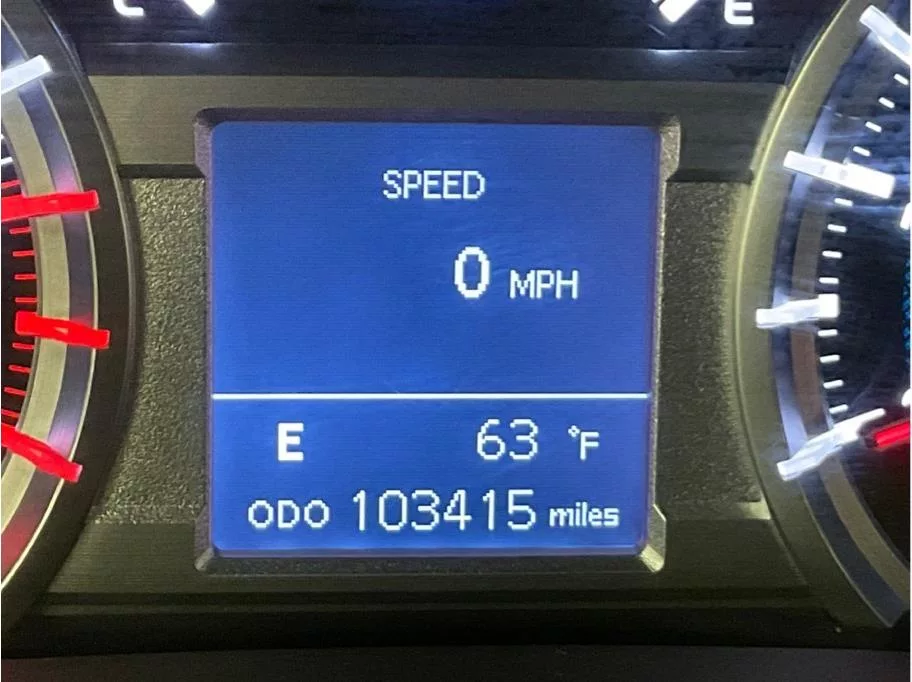 C E
SPEED
0 MPH
E 63 °F
ODO 103415 miles